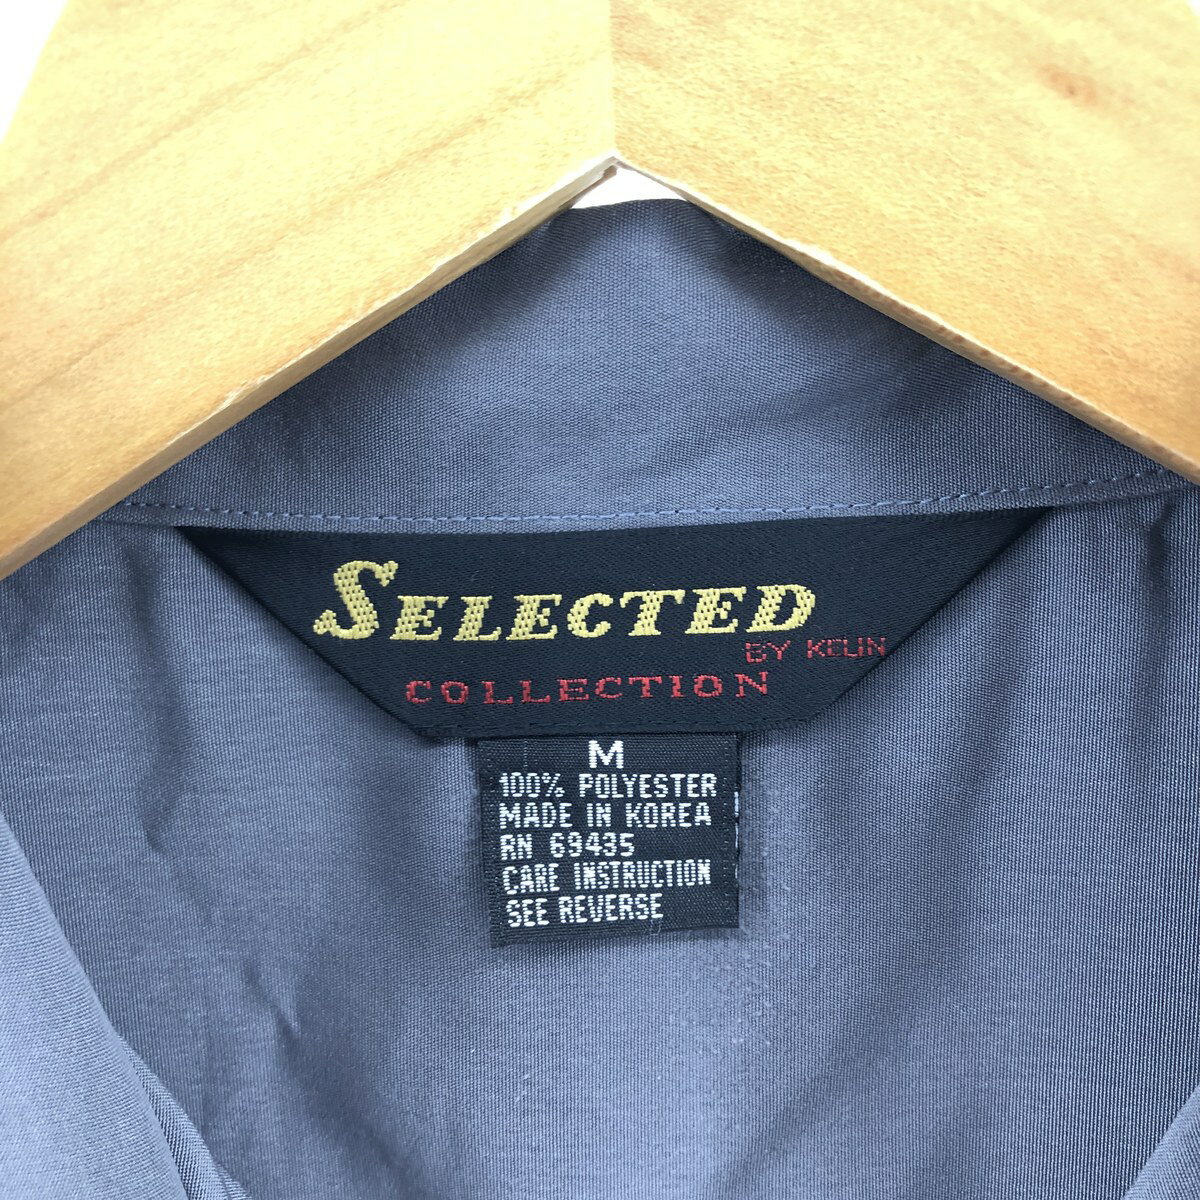 SELECTED
BY KELIN
COLLECTION
M
100% POLYESTER
MADE IN KOREA
RN 69435
CARE INSTRUCTION
SEE REVERSE